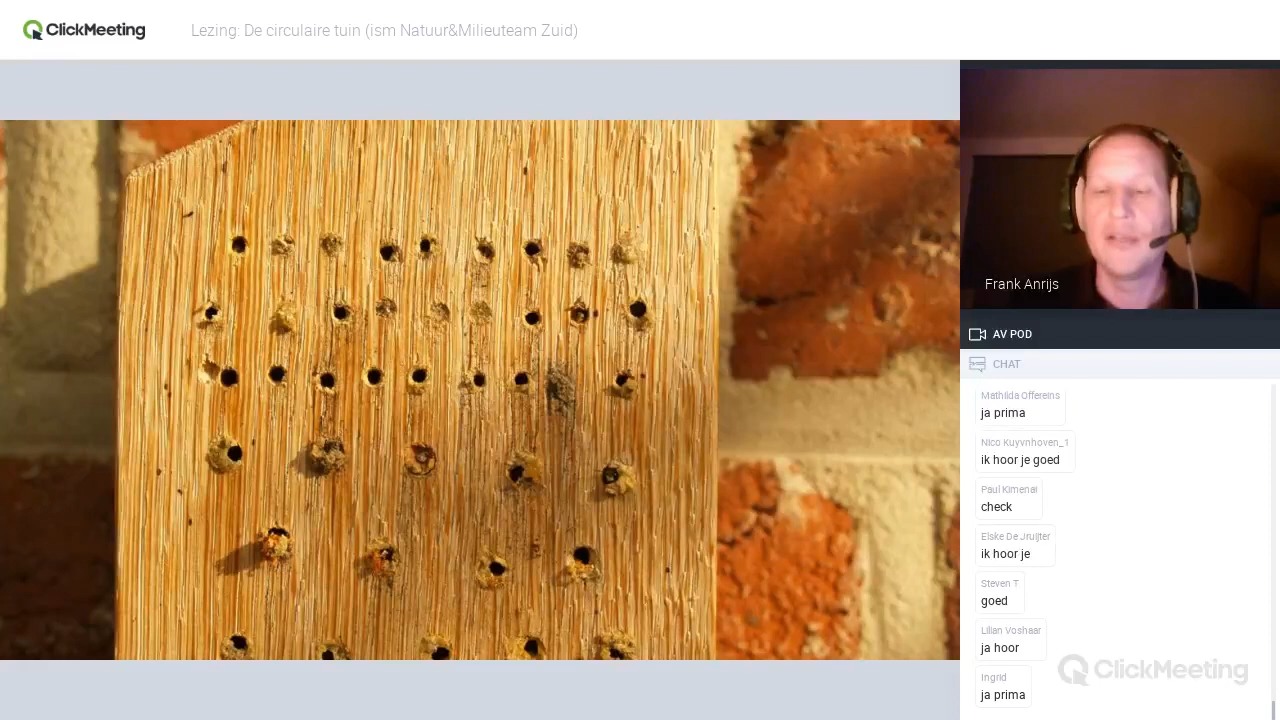 ClickMeeting
Lezing: De circulaire tuin (ism Natuur&Milieuteam Zuid)
Frank Anrijs
AV POD
CHAT
Mathilda Offereins
ja prima
Nico Kuyvnhoven_1
ik hoor je goed
Paul Kimenai
check
Elske De Jruijter
ik hoor je
Steven T
goed
Lilian Voshaar
ja hoor
Ingrid
ja prima
ClickMeeting